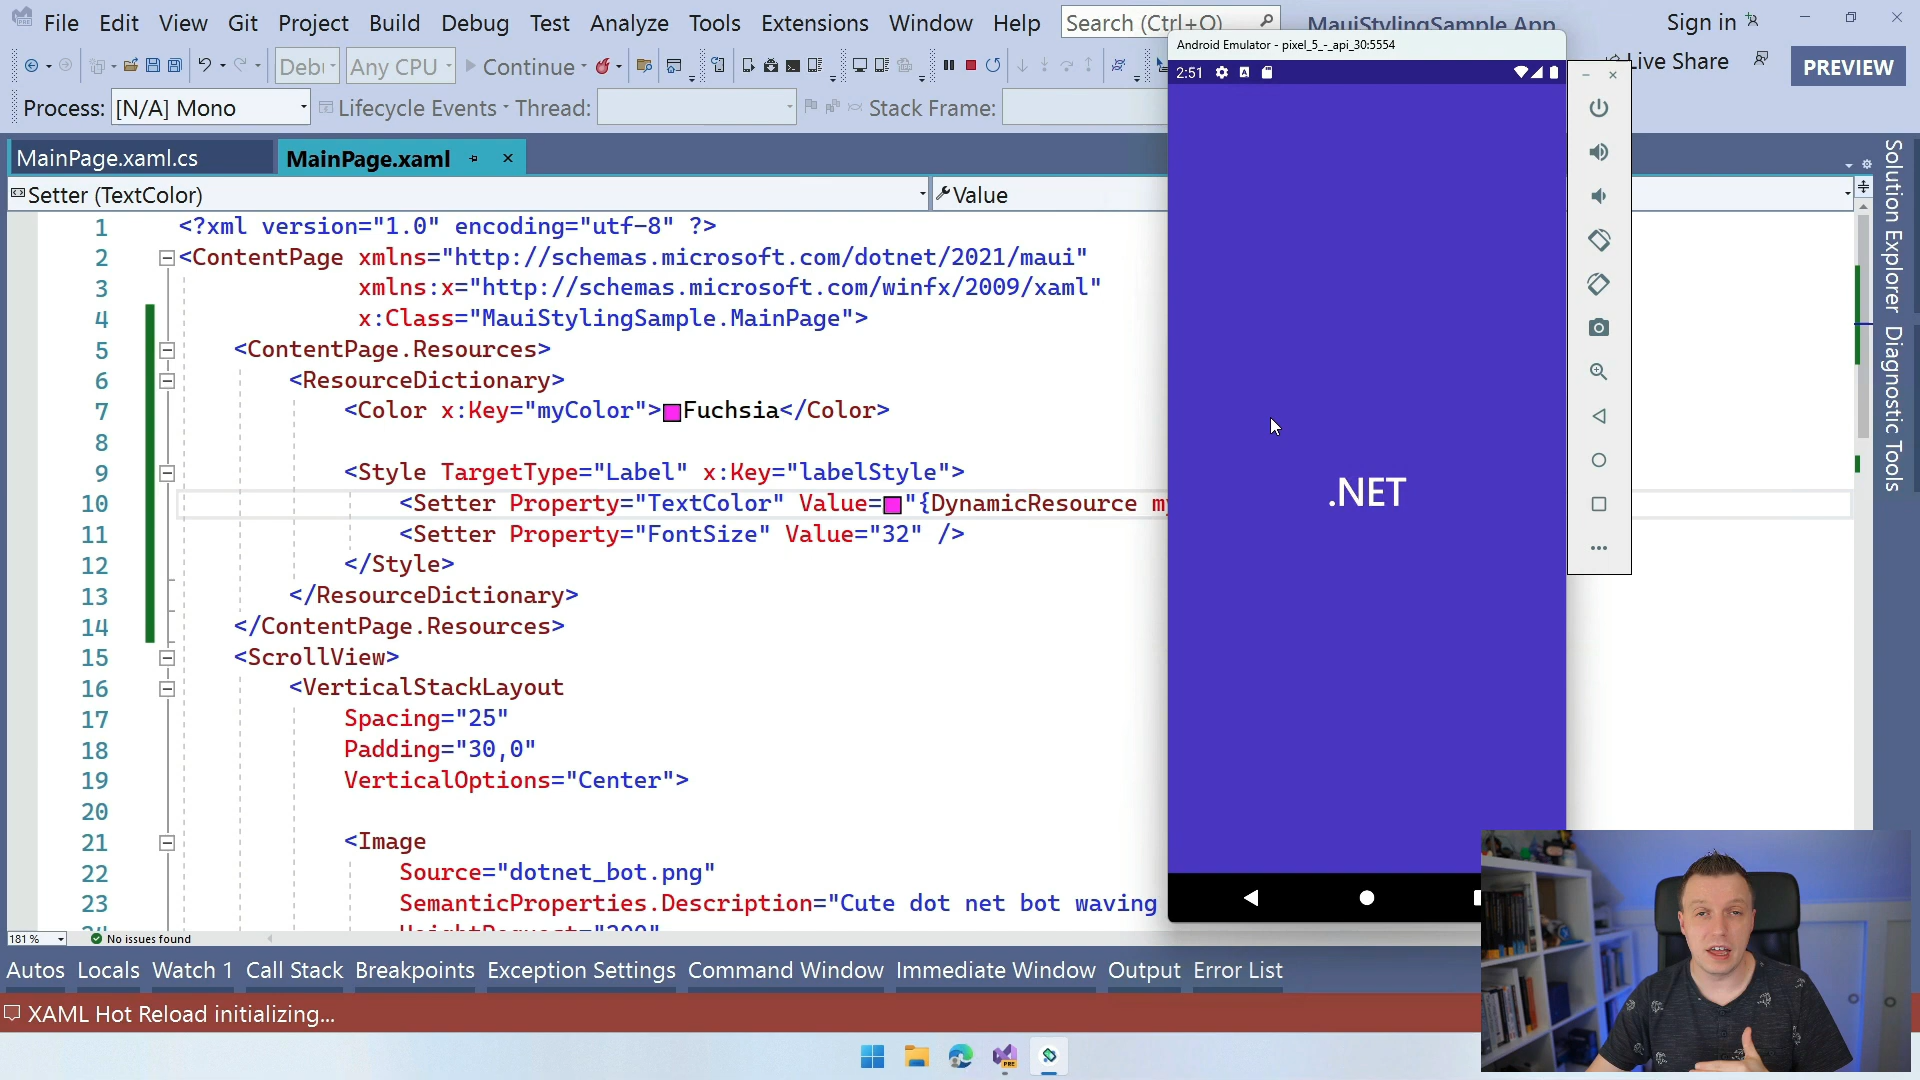 File Edit View Git Project Build Debug Test Analyze Tools Extensions Window Help Search (Ctrl+Q) MauiStylingSample App Sign in
Any CPU Continue Live Share PREVIEW
Process: [N/A] Mono Lifecycle Events Thread: Stack Frame:
MainPage.xaml.cs MainPage.xaml
Setter (TextColor) Value
1 <?xml version="1.0" encoding="utf-8" ?>
2 <ContentPage xmlns="http://schemas.microsoft.com/dotnet/2021/maui"
3 xmlns:x="http://schemas.microsoft.com/winfx/2009/xaml"
4 x:Class="MauiStylingSample.MainPage">
5 <ContentPage.Resources>
6 <ResourceDictionary>
7 <Color x:Key="myColor">Fuchsia</Color>
8
9 <Style TargetType="Label" x:Key="labelStyle">
10 <Setter Property="TextColor" Value="{DynamicResource
11 <Setter Property="FontSize" Value="32" />
12 </Style>
13 </ResourceDictionary>
14 </ContentPage.Resources>
15 <ScrollView>
16 <VerticalStackLayout
17 Spacing="25"
18 Padding="30,0"
19 VerticalOptions="Center">
20
21 <Image
22 Source="dotnet_bot.png"
23 SemanticProperties.Description="Cute dot net bot waving
181 % No issues found
Autos Locals Watch 1 Call Stack Breakpoints Exception Settings Command Window Immediate Window Output Error List
XAML Hot Reload initializing...
Android Emulator - pixel_5_-_api_30:5554
2:51
.NET
Solution Explorer
Diagnostic Tools